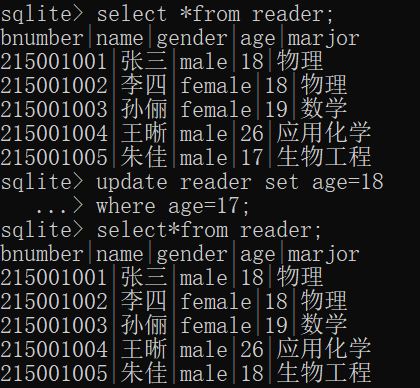 sqlite> select *from reader;
bnumber|name|gender|age|marjor
215001001|张三|male|18|物理
215001002|李四|female|18|物理
215001003|孙俪|female|19|数学
215001004|王晰|male|26|应用化学
215001005|朱佳|male|17|生物工程
sqlite> update reader set age=18
   ...> where age=17;
sqlite> select*from reader;
bnumber|name|gender|age|marjor
215001001|张三|male|18|物理
215001002|李四|female|18|物理
215001003|孙俪|female|19|数学
215001004|王晰|male|26|应用化学
215001005|朱佳|male|18|生物工程